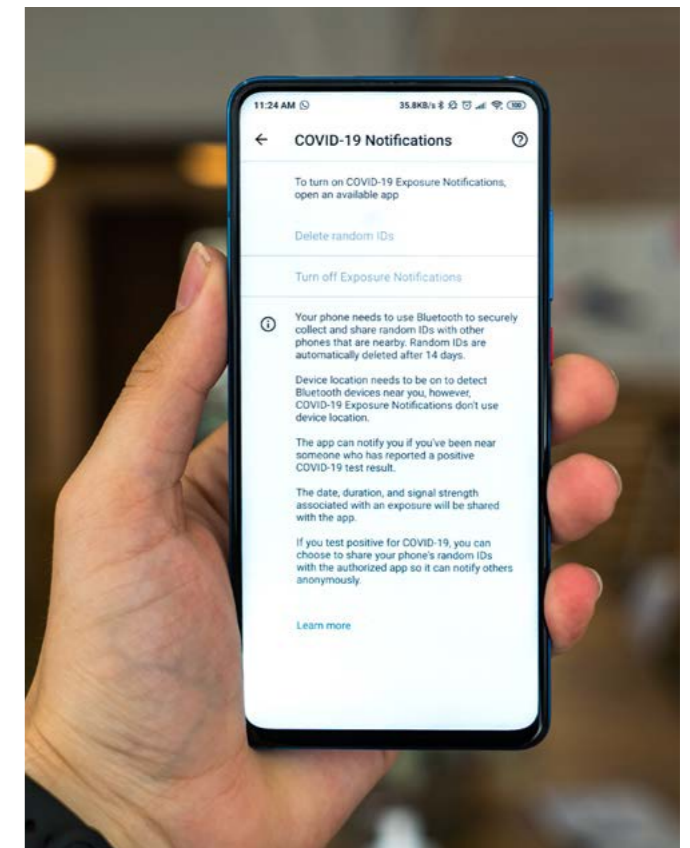 11:24 AM
35.8KB/s
100
COVID-19 Notifications
To turn on COVID-19 Exposure Notifications,
open an available app
Delete random IDs
Turn off Exposure Notifications
Your phone needs to use Bluetooth to securely
collect and share random IDs with other
phones that are nearby. Random IDs are
automatically deleted after 14 days.
Device location needs to be on to detect
Bluetooth devices near you, however,
COVID-19 Exposure Notifications don't use
device location.
The app can notify you if you've been near
someone who has reported a positive
COVID-19 test result.
The date, duration, and signal strength
associated with an exposure will be shared
with the app.
If you test positive for COVID-19, you can
choose to share your phone's random IDs
with the authorized app so it can notify others
anonymously.
Learn more